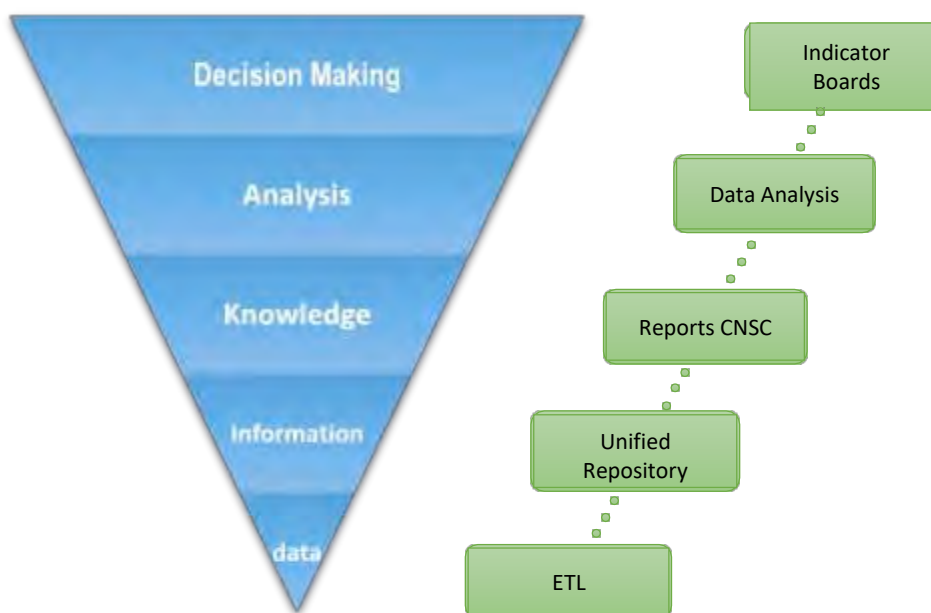 Decision Making
Analysis
Knowledge
Information
data
Indicator
Boards
Data Analysis
Reports CNSC
Unified
Repository
ETL